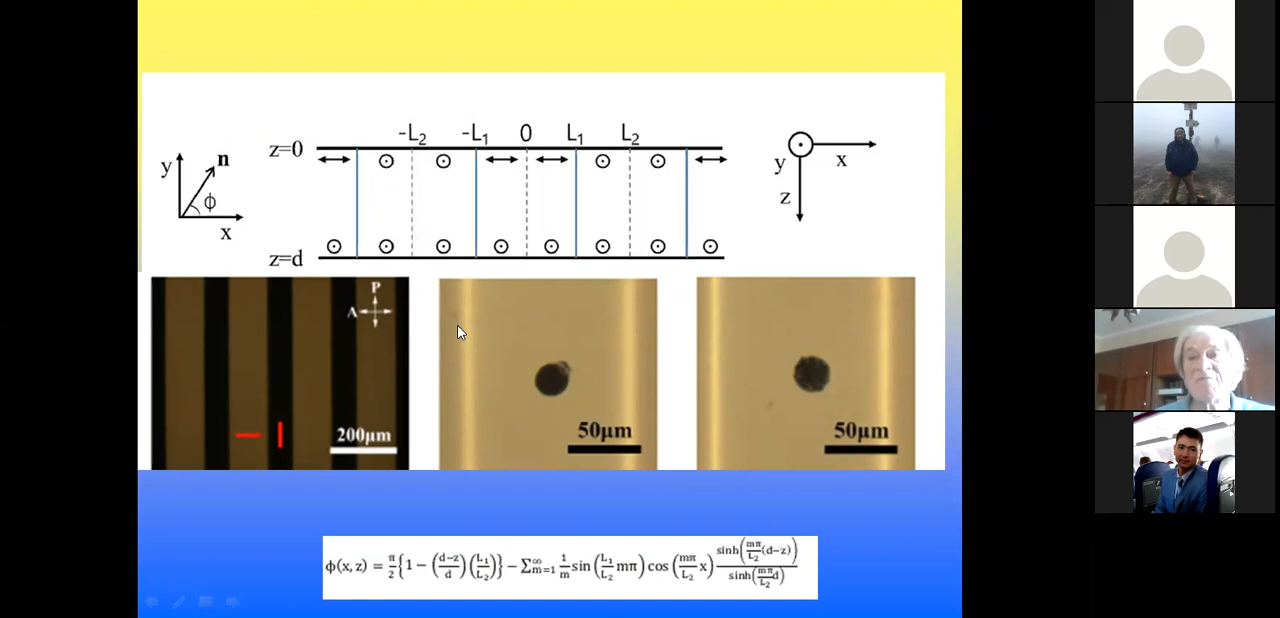 -L₂ -L₁ 0 L₁ L₂
z=0
y n ϕ x
y x z
z=d
P
A
200μm
50μm
50μm
ϕ(x, z) = π/2 {1 − ((d−z)/d) (L₁/L₂)} − ∑_{m=1}^{∞} 1/m sin (L₁/L₂ mπ) cos (mπ/L₂ x) sinh(mπ/L₂ (d−z)) / sinh(mπ/L₂ d)